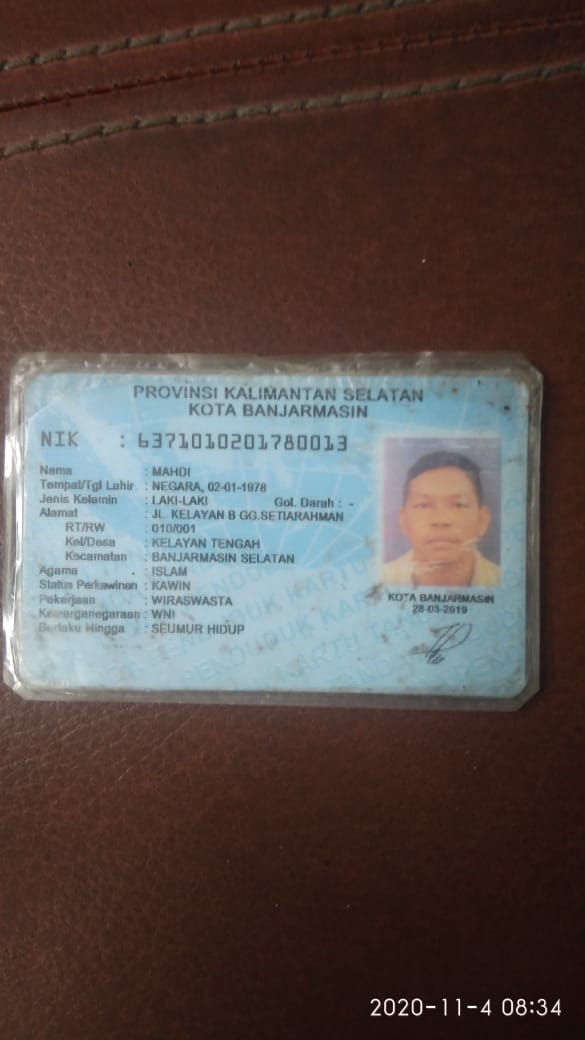 PROVINSI KALIMANTAN SELATAN
KOTA BANJARMASIN
NIK : 6371010201780013
Nama : MAHDI
Tempat/Tgl Lahir : NEGARA, 02-01-1978
Jenis Kelamin : LAKI-LAKI Gol. Darah : -
Alamat : JL. KELAYAN B GG.SETIARAHMAN
RT/RW : 010/001
Kel/Desa : KELAYAN TENGAH
Kecamatan : BANJARMASIN SELATAN
Agama : ISLAM
Status Perkawinan : KAWIN
Pekerjaan : WIRASWASTA
Kewarganegaraan : WNI
Berlaku Hingga : SEUMUR HIDUP
KOTA BANJARMASIN
28-03-2019
2020-11-4 08:34